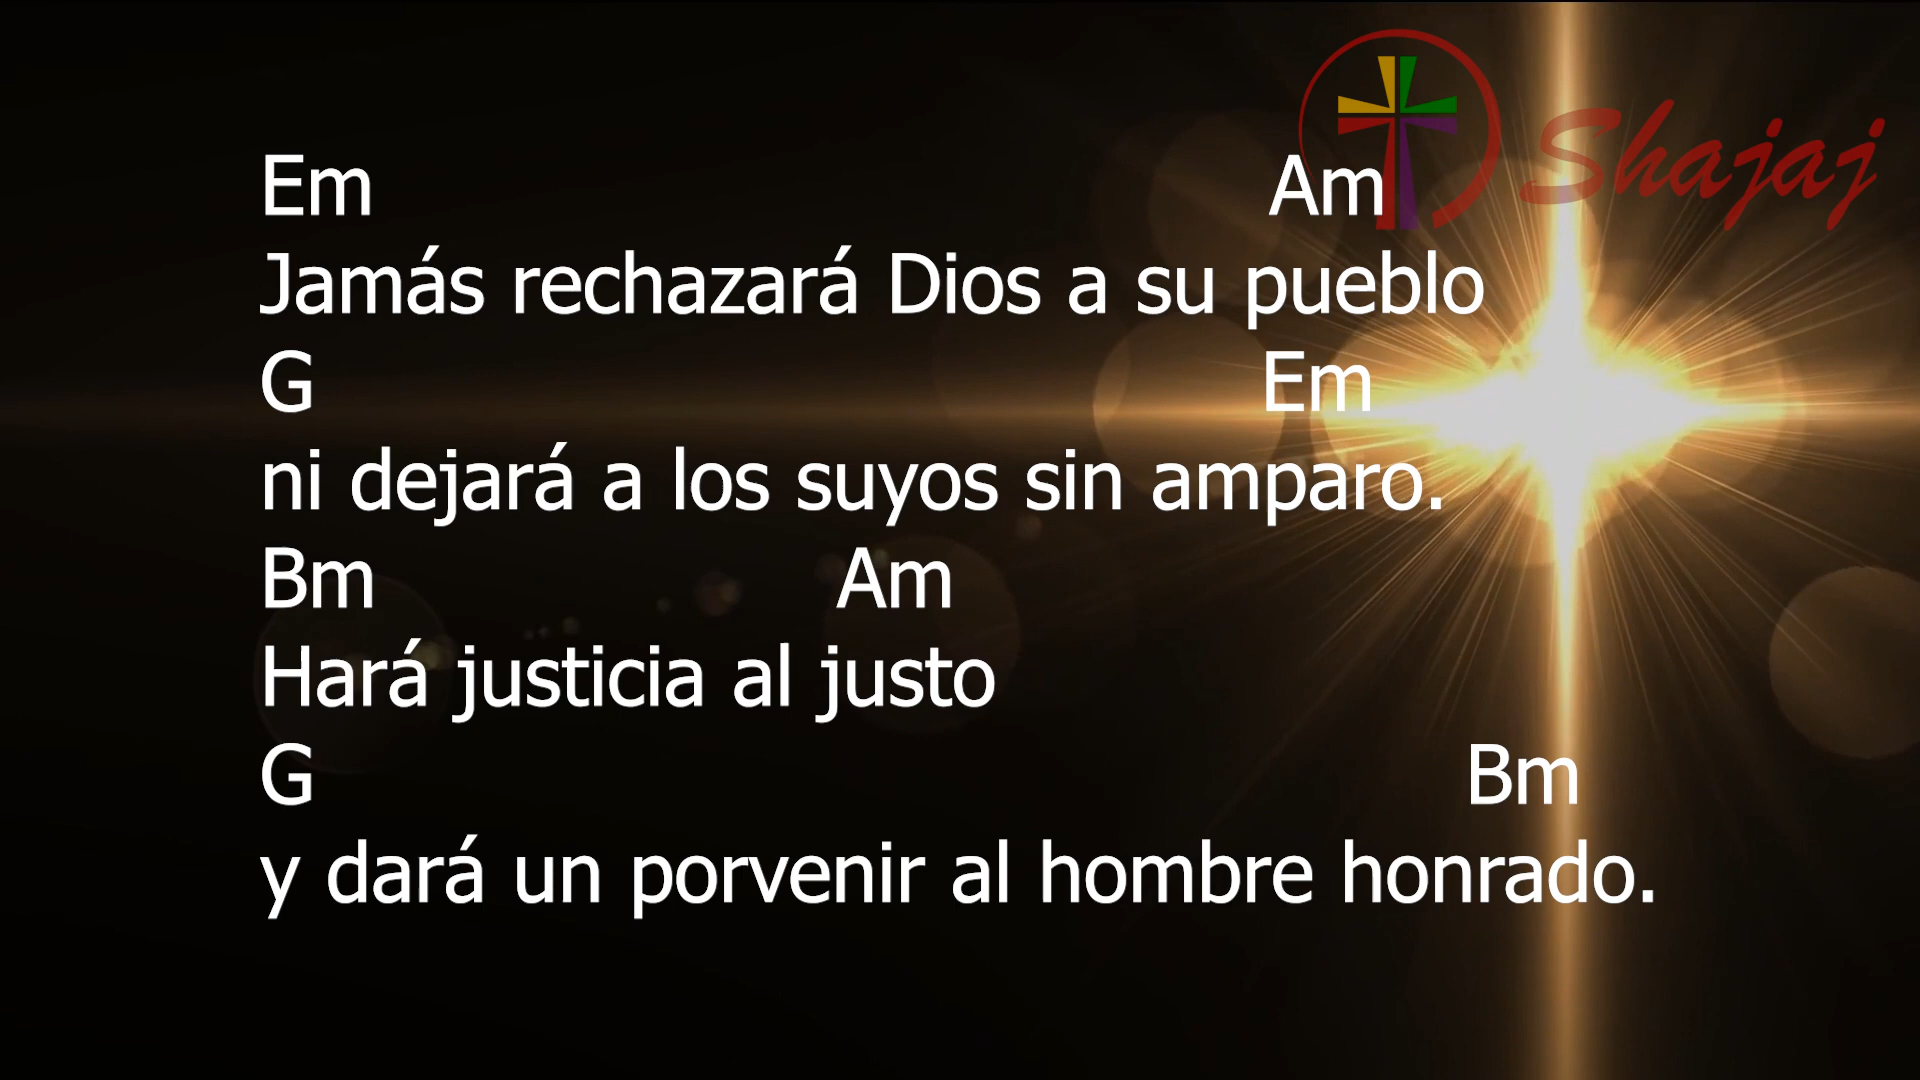 Shajaj
Em Am
Jamás rechazará Dios a su pueblo
G Em
ni dejará a los suyos sin amparo.
Bm Am
Hará justicia al justo
G Bm
y dará un porvenir al hombre honrado.